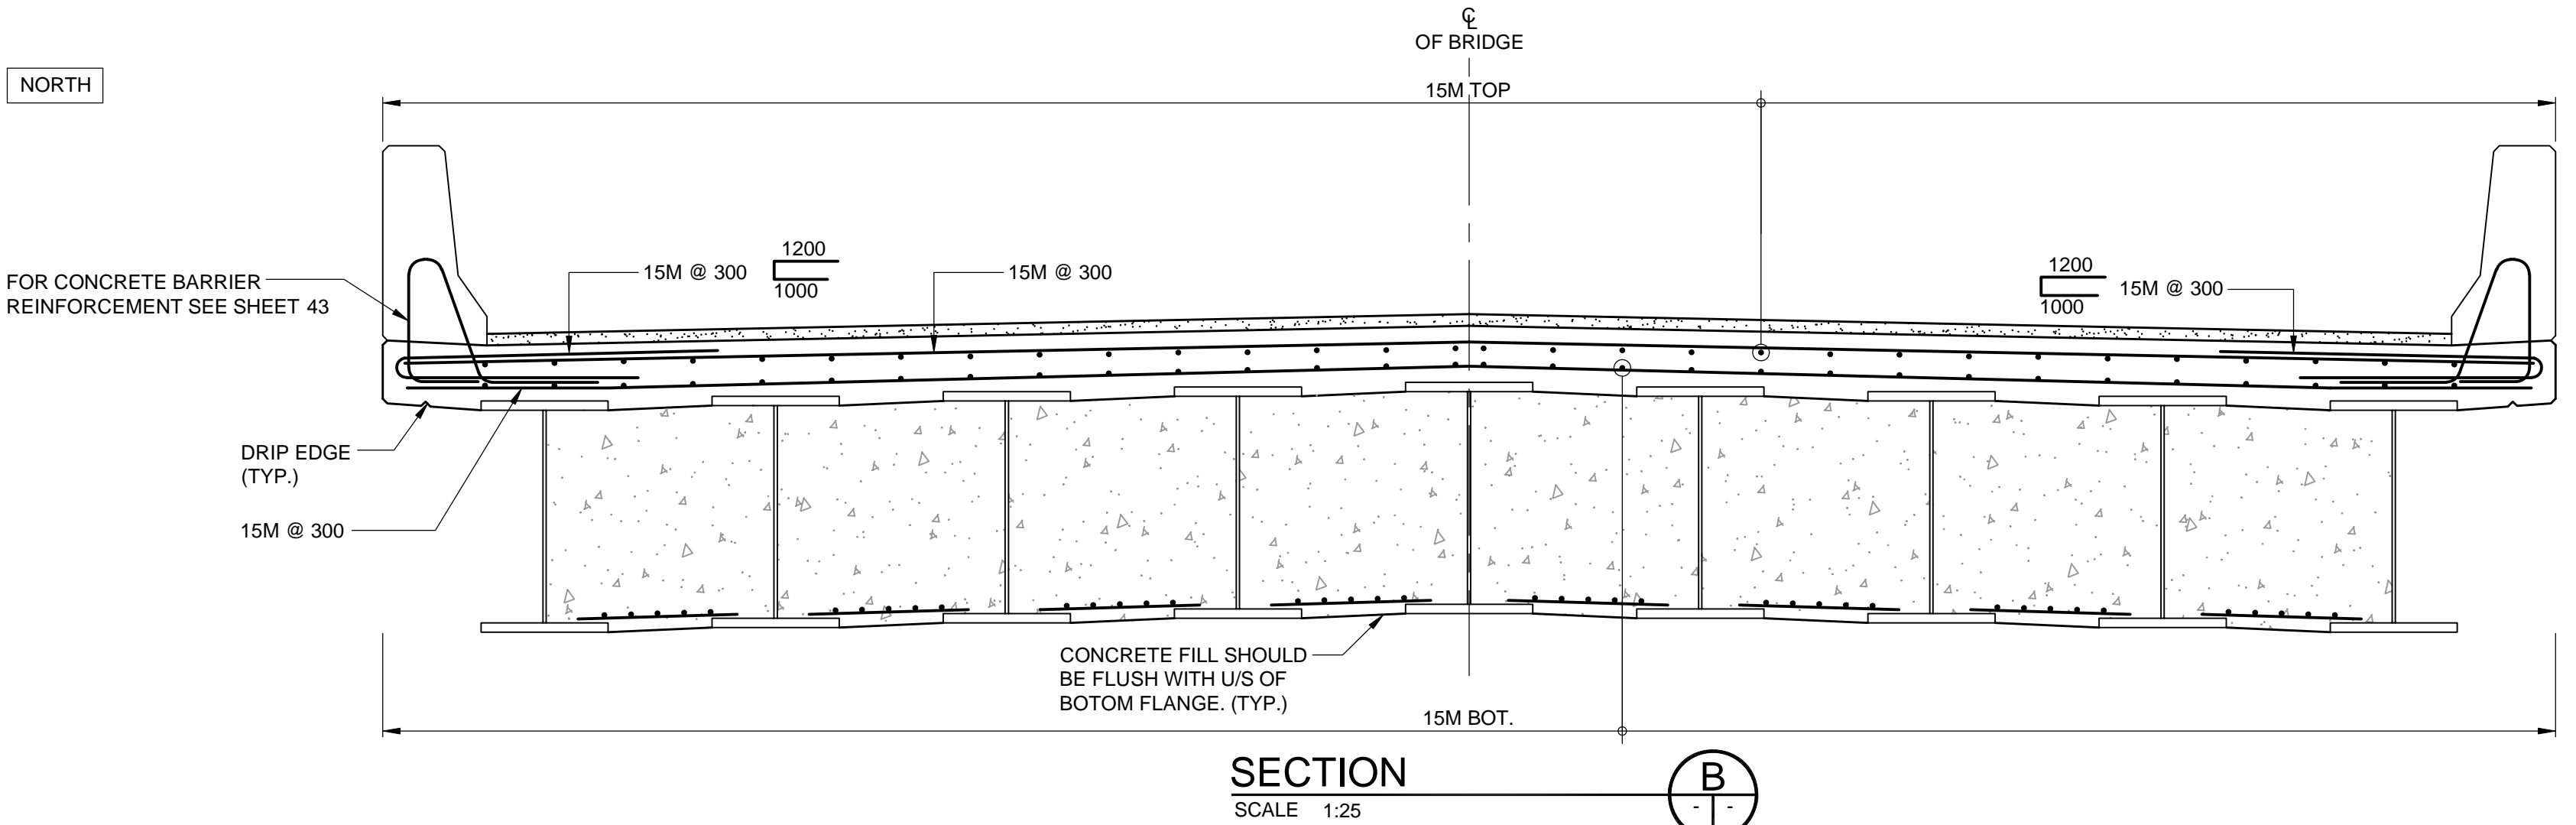 ℄
OF BRIDGE
NORTH
15M TOP
1200
15M @ 300
1000
15M @ 300
1200
15M @ 300
1000
FOR CONCRETE BARRIER
REINFORCEMENT SEE SHEET 43
DRIP EDGE
(TYP.)
15M @ 300
CONCRETE FILL SHOULD
BE FLUSH WITH U/S OF
BOTOM FLANGE. (TYP.)
15M BOT.
SECTION
SCALE 1:25
B
- -